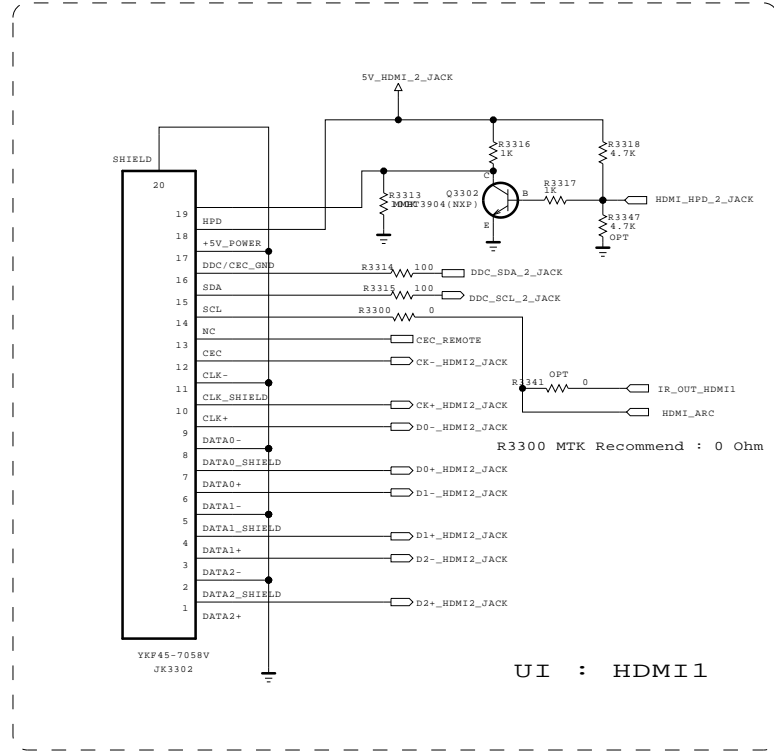 5V_HDMI_2_JACK
SHIELD
20
R3316
1K
R3318
4.7K
C
R3313
Q3302
MMBT3904(NXP)
B
R3317
1K
HDMI_HPD_2_JACK
E
R3347
4.7K
OPT
19
HPD
18
+5V_POWER
17
DDC/CEC_GND
R3314 100
DDC_SDA_2_JACK
16
SDA
R3315 100
DDC_SCL_2_JACK
15
SCL
R3300 0
14
NC
CEC_REMOTE
13
CEC
CK-_HDMI2_JACK
12
CLK-
OPT
R3341 0
IR_OUT_HDMI1
11
CLK_SHIELD
CK+_HDMI2_JACK
HDMI_ARC
10
CLK+
D0-_HDMI2_JACK
9
DATA0-
R3300 MTK Recommend : 0 Ohm
8
DATA0_SHIELD
D0+_HDMI2_JACK
7
DATA0+
D1-_HDMI2_JACK
6
DATA1-
5
DATA1_SHIELD
D1+_HDMI2_JACK
4
DATA1+
D2-_HDMI2_JACK
3
DATA2-
2
DATA2_SHIELD
D2+_HDMI2_JACK
1
DATA2+
YKF45-7058V
JK3302
UI : HDMI1